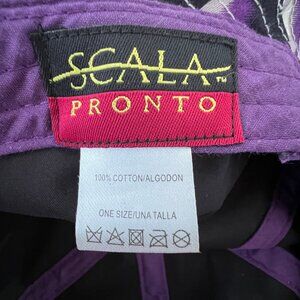 SCALA™
PRONTO
100% COTTON/ALGODON
ONE SIZE/UNA TALLA